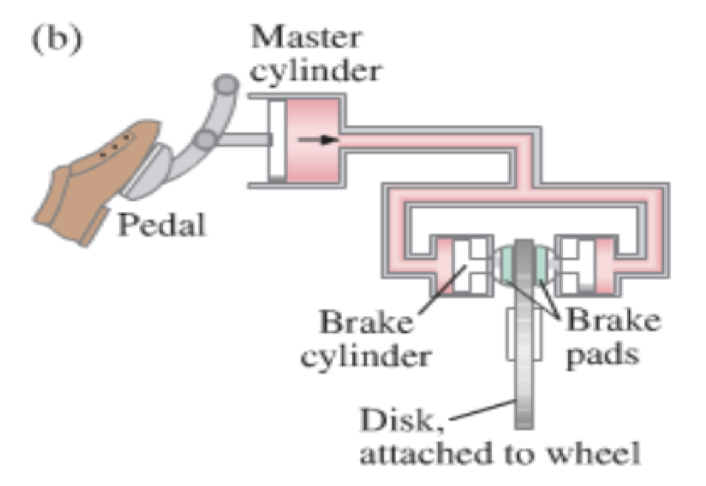 (b)
Master
cylinder
Pedal
Brake
cylinder
Brake
pads
Disk,
attached to wheel